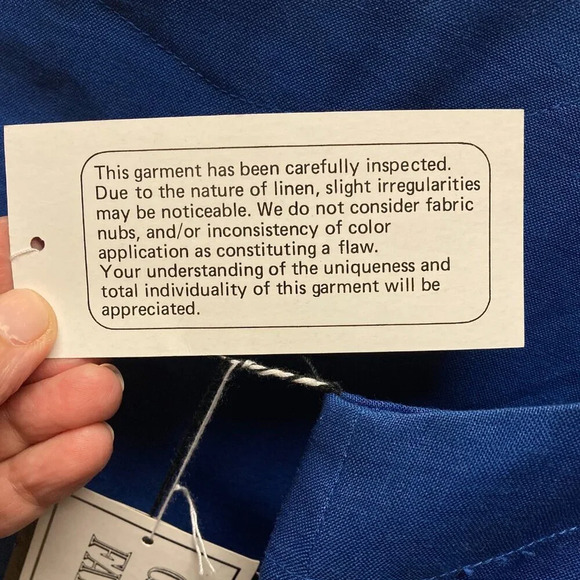 This garment has been carefully inspected.
Due to the nature of linen, slight irregularities
may be noticeable. We do not consider fabric
nubs, and/or inconsistency of color
application as constituting a flaw.
Your understanding of the uniqueness and
total individuality of this garment will be
appreciated.